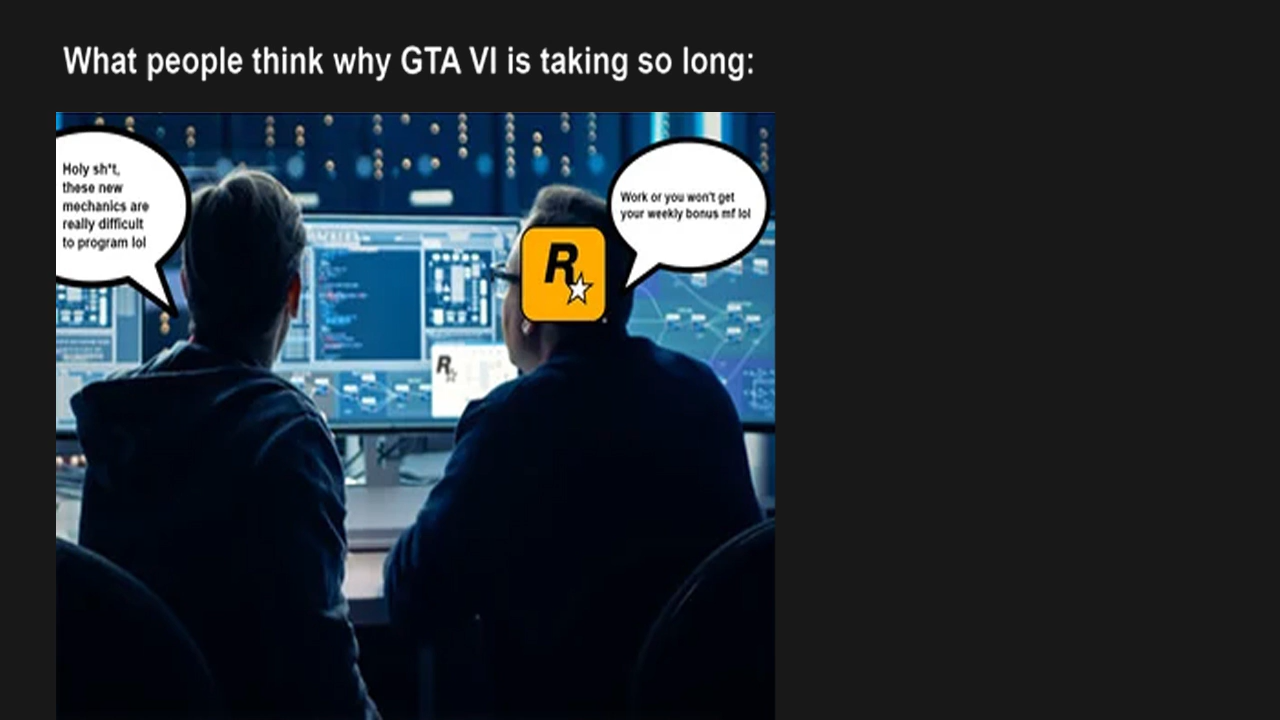 What people think why GTA VI is taking so long:
Holy sh*t,
these new
mechanics are
really difficult
to program lol
Work or you won't get
your weekly bonus mf lol
R
R